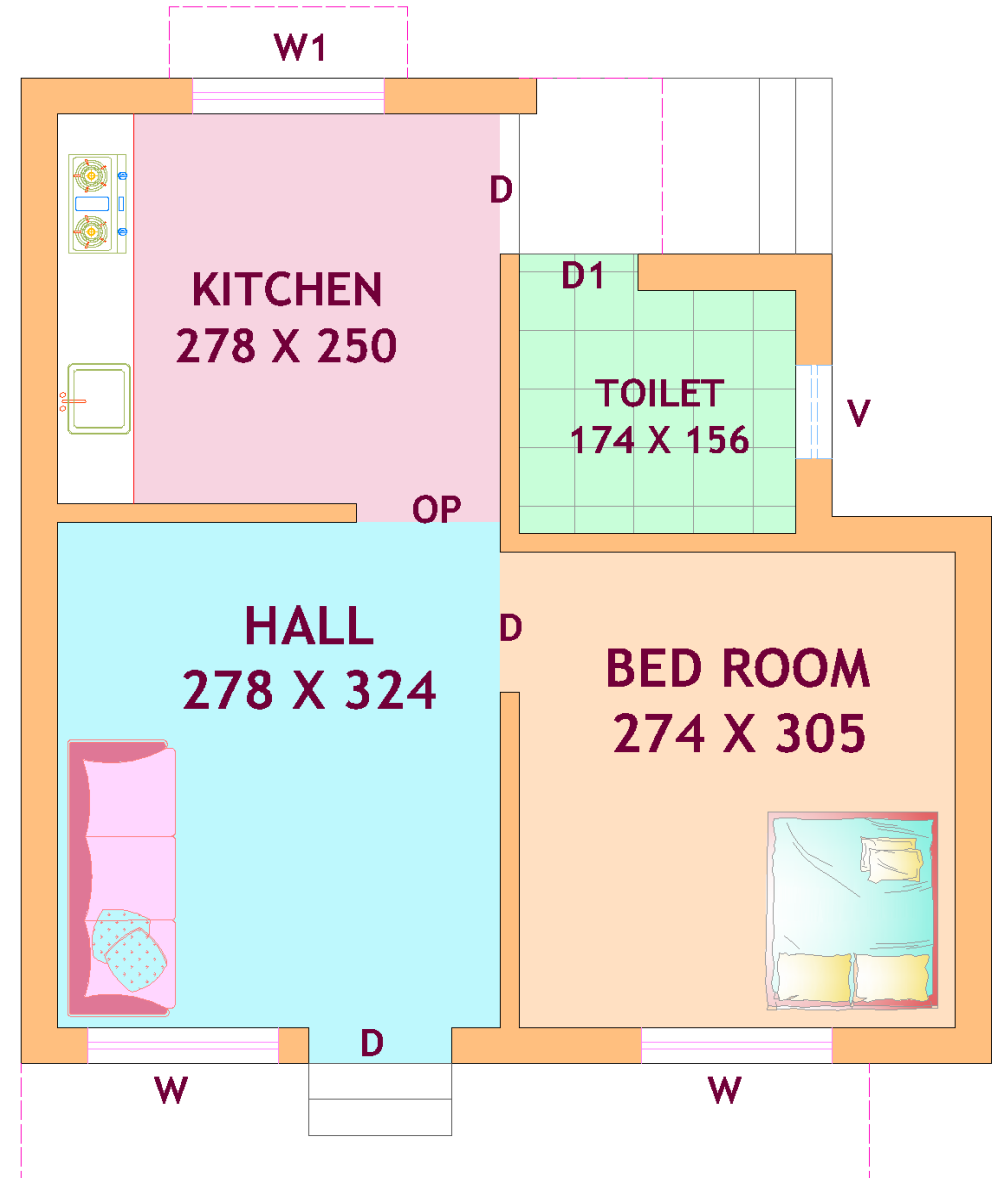 W1
D
KITCHEN
278 X 250
D1
TOILET
174 X 156
V
OP
HALL
278 X 324
D
BED ROOM
274 X 305
D
W
W